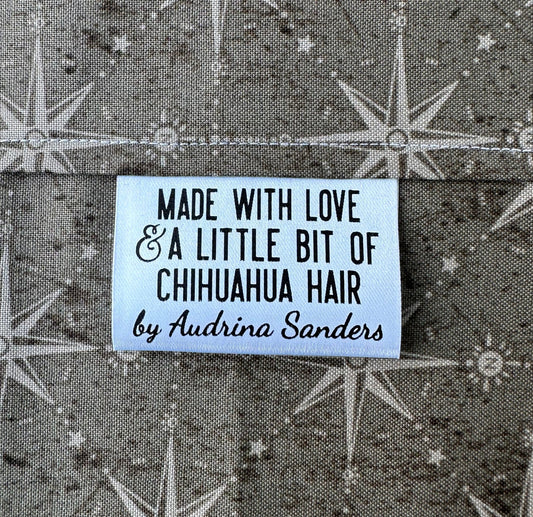 MADE WITH LOVE
& A LITTLE BIT OF
CHIHUAHUA HAIR
by Audrina Sanders